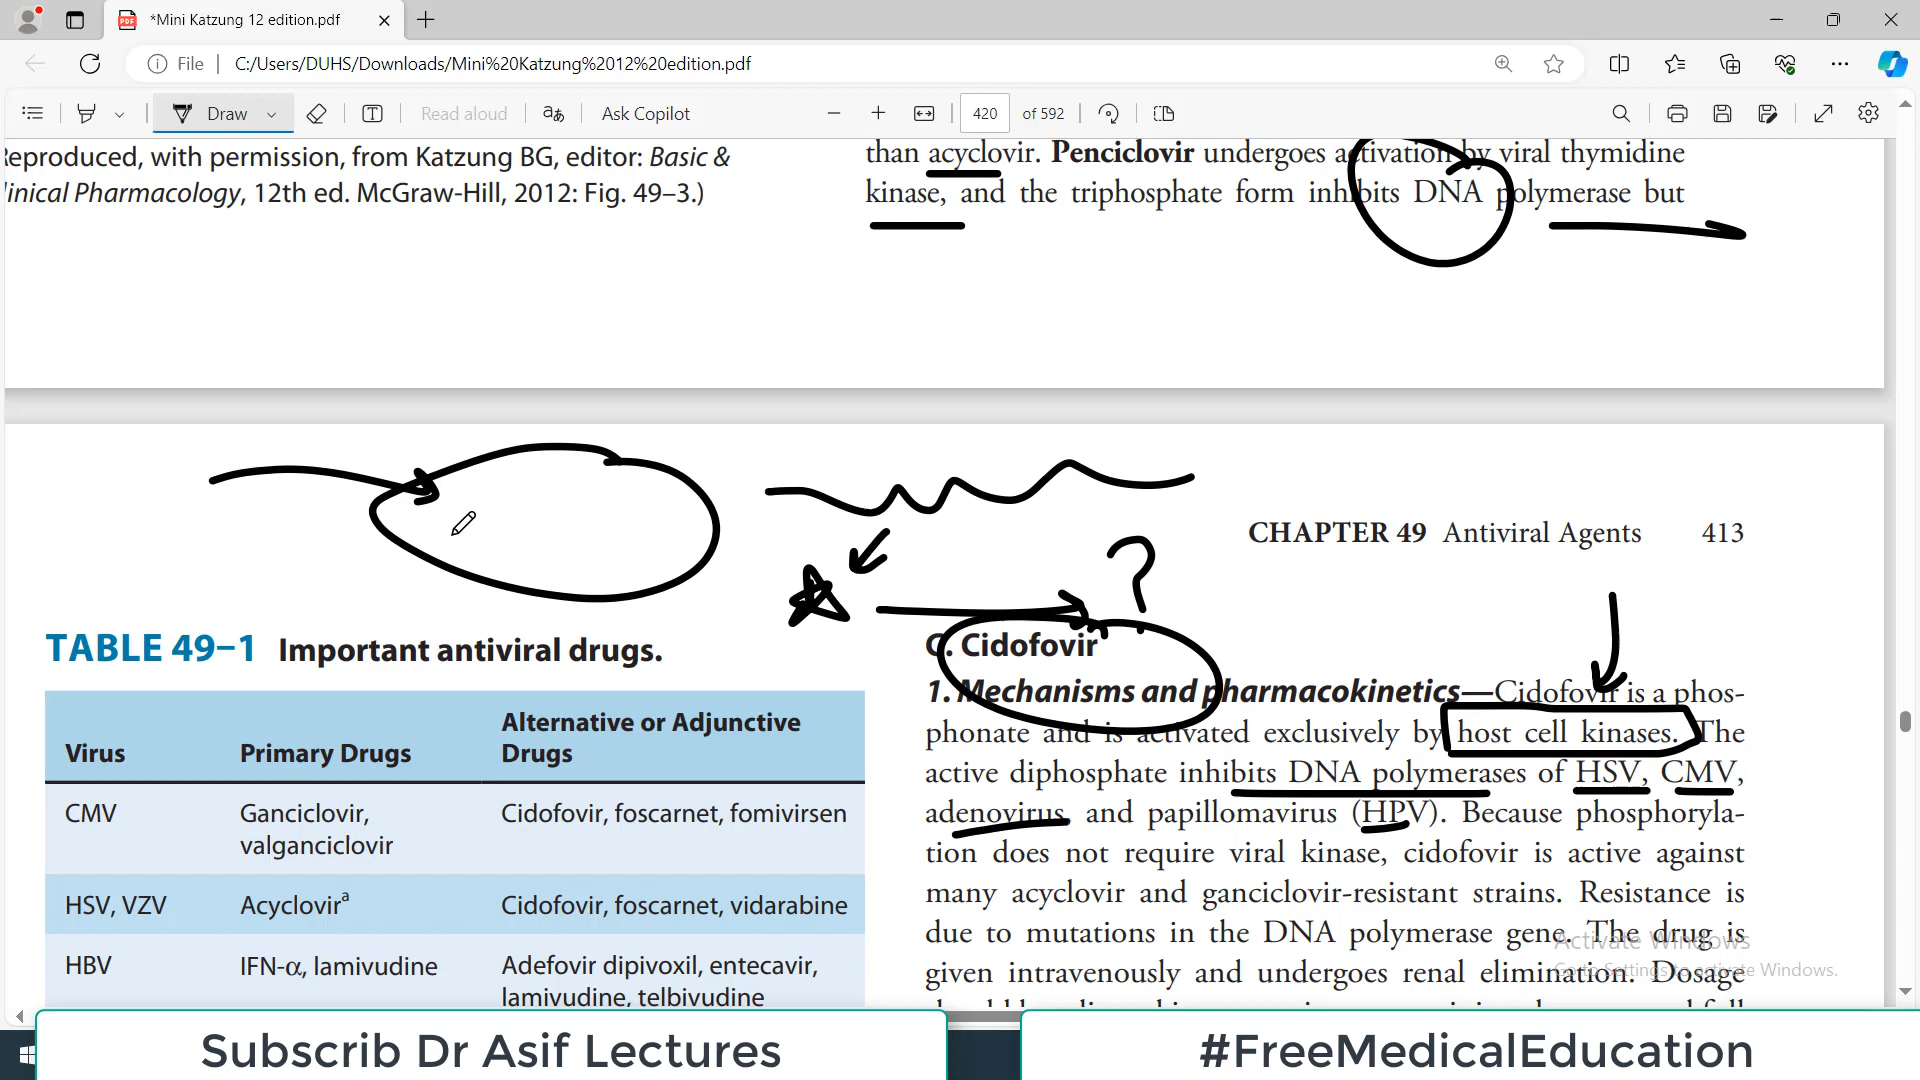 *Mini Katzung 12 edition.pdf
File
C:/Users/DUHS/Downloads/Mini%20Katzung%2012%20edition.pdf
Draw
Read aloud
Ask Copilot
420 of 592
Reproduced, with permission, from Katzung BG, editor: Basic &
linical Pharmacology, 12th ed. McGraw-Hill, 2012: Fig. 49–3.)
than acyclovir. Penciclovir undergoes activation by viral thymidine
kinase, and the triphosphate form inhibits DNA polymerase but
?
CHAPTER 49 Antiviral Agents 413
TABLE 49–1 Important antiviral drugs.
Virus
Primary Drugs
Alternative or Adjunctive
Drugs
CMV
Ganciclovir,
valganciclovir
Cidofovir, foscarnet, fomivirsen
HSV, VZV
Acyclovirᵃ
Cidofovir, foscarnet, vidarabine
HBV
IFN-α, lamivudine
Adefovir dipivoxil, entecavir,
lamivudine, telbivudine
C. Cidofovir
1. Mechanisms and pharmacokinetics—Cidofovir is a phos-
phonate and is activated exclusively by host cell kinases. The
active diphosphate inhibits DNA polymerases of HSV, CMV,
adenovirus, and papillomavirus (HPV). Because phosphoryla-
tion does not require viral kinase, cidofovir is active against
many acyclovir and ganciclovir-resistant strains. Resistance is
due to mutations in the DNA polymerase gene. The drug is
given intravenously and undergoes renal elimination. Dosage
Activate Windows
Go to Settings to activate Windows.
Subscrib Dr Asif Lectures
#FreeMedicalEducation